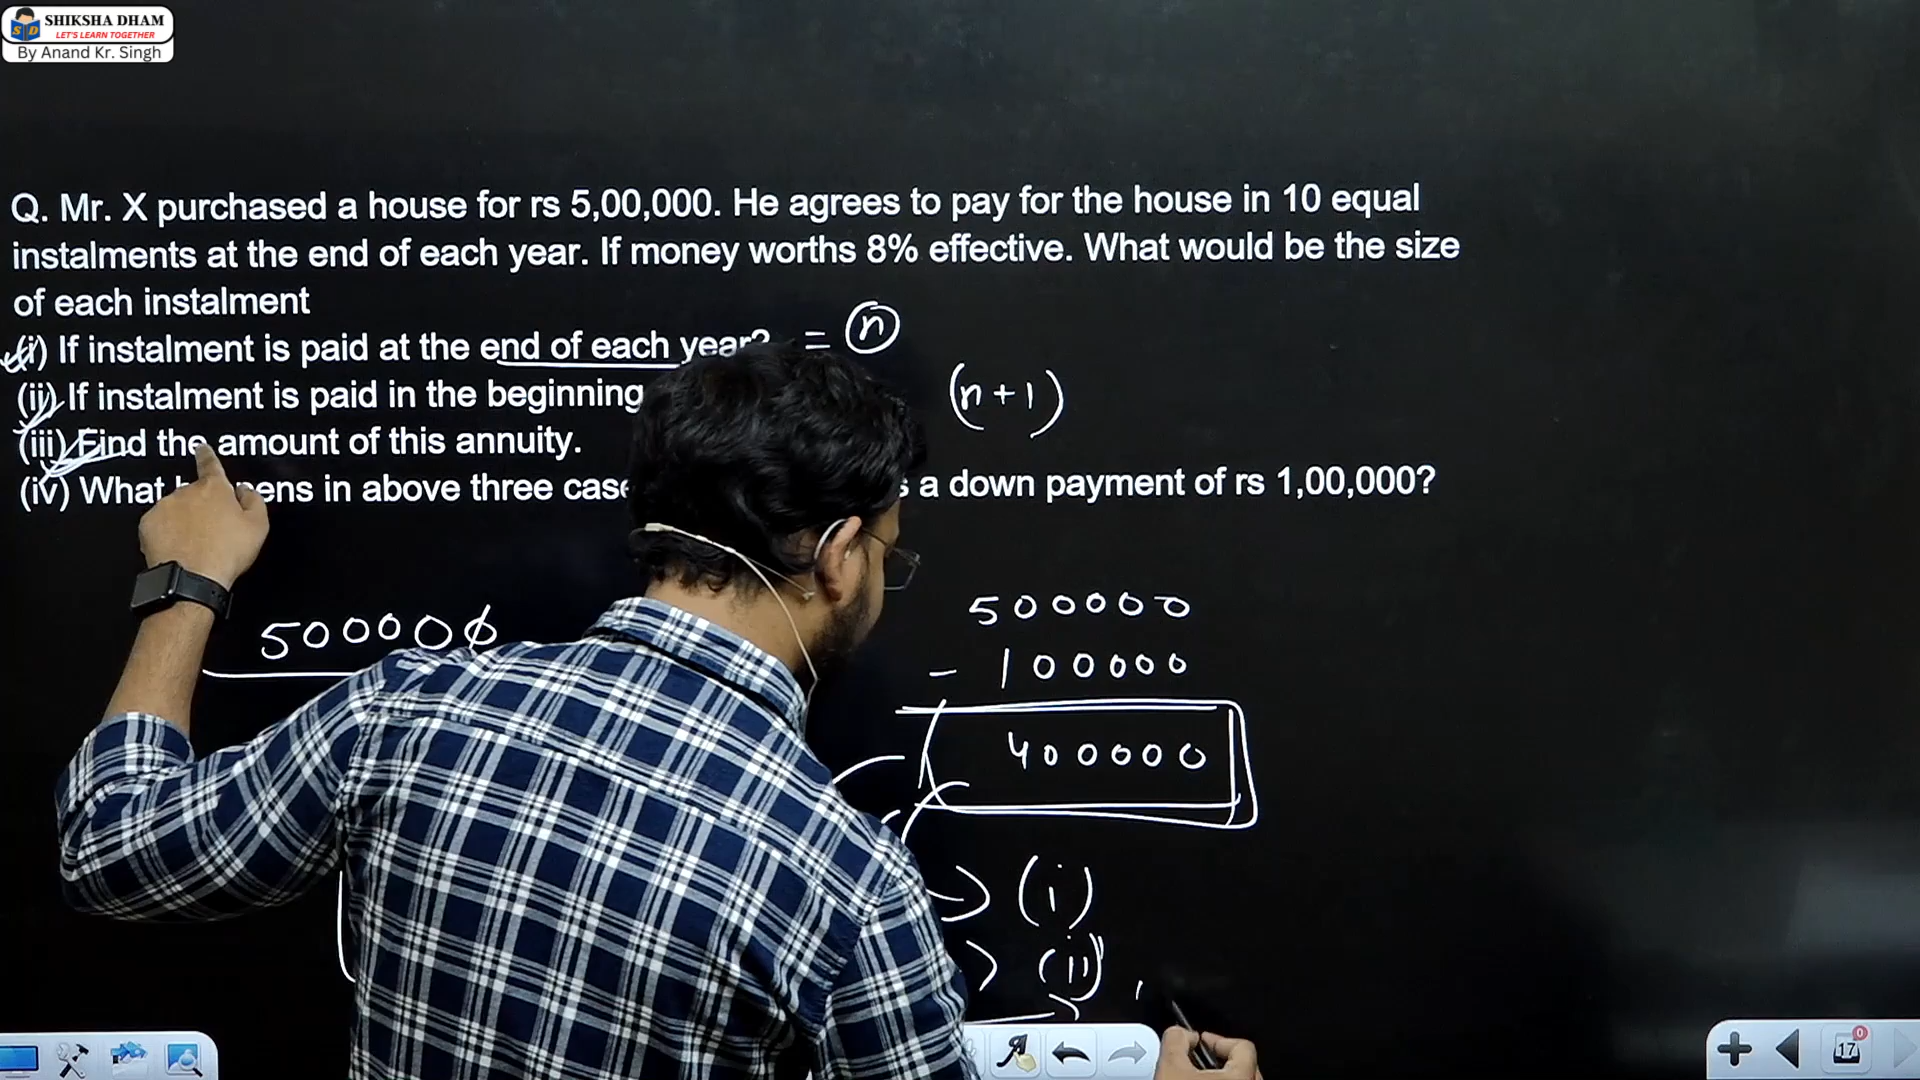 SHIKSHA DHAM
LET'S LEARN TOGETHER
By Anand Kr. Singh
Q. Mr. X purchased a house for rs 5,00,000. He agrees to pay for the house in 10 equal
instalments at the end of each year. If money worths 8% effective. What would be the size
of each instalment
(i) If instalment is paid at the end of each year? = n
(ii) If instalment is paid in the beginning (n+1)
(iii) Find the amount of this annuity.
(iv) What in above three a down payment of rs 1,00,000?
500000
500000
- 100000
400000
(i)
(ii)
17
0